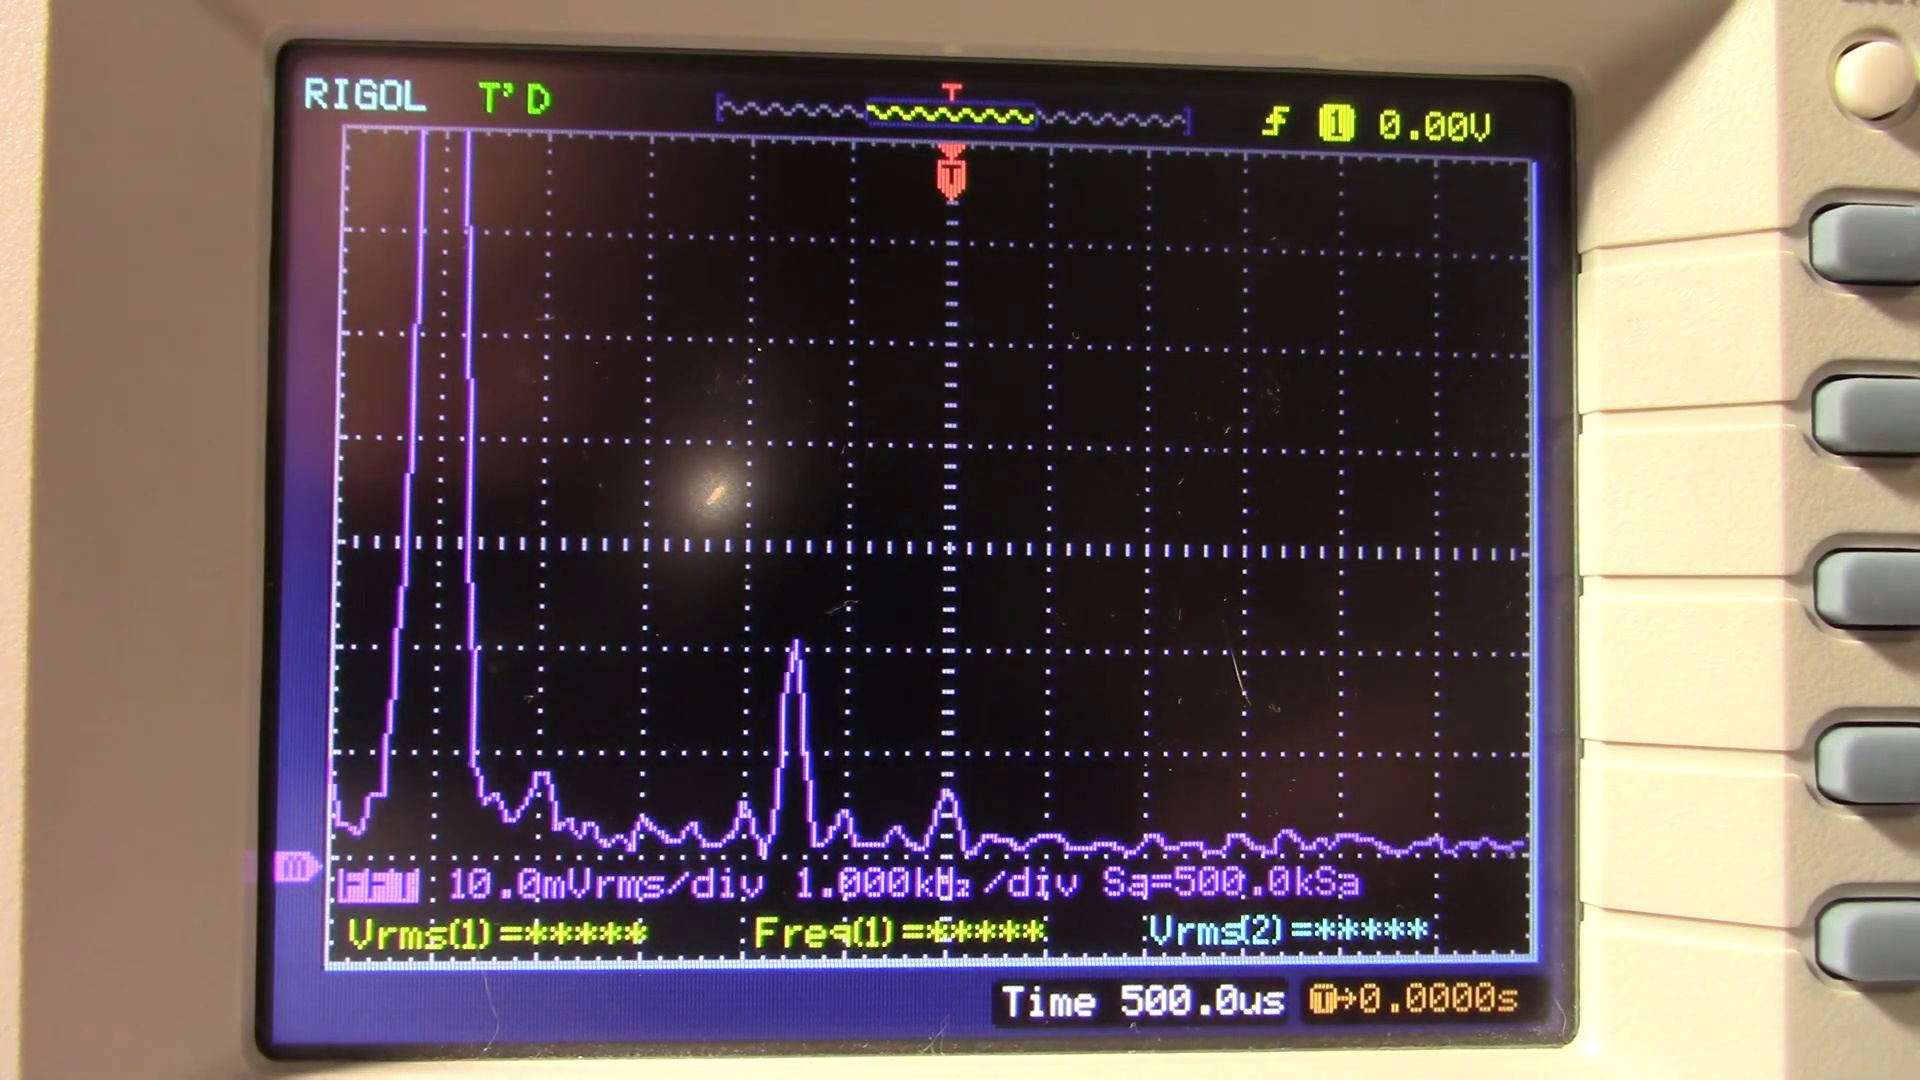 RIGOL T'D T 1 0.00V
T
m
FFT 10.0mVrms/div 1.000kHz/div Sa=500.0kSa
Vrms(1)=***** Freq(1)=***** Vrms(2)=*****
Time 500.0us T→0.0000s